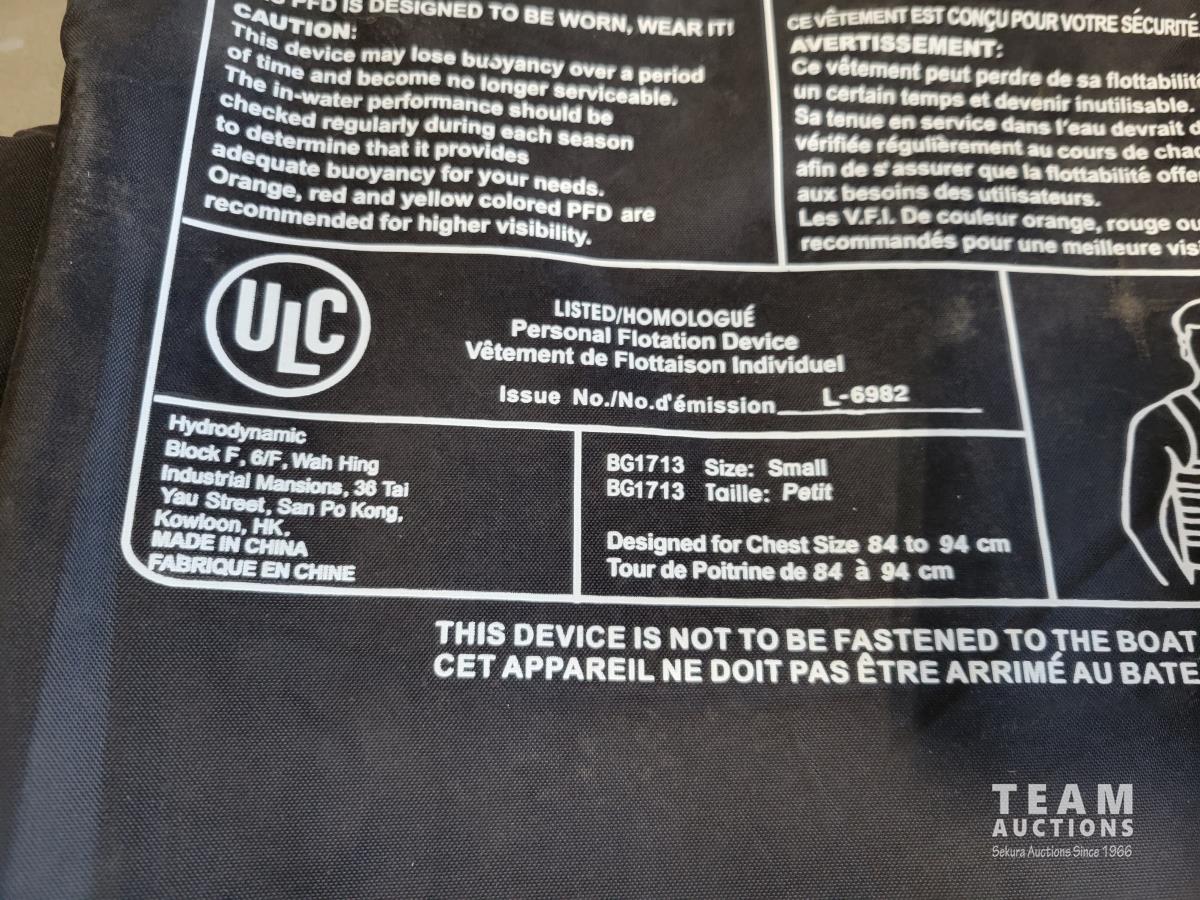 PFD IS DESIGNED TO BE WORN, WEAR IT!
CAUTION:
This device may lose buoyancy over a period
of time and become no longer serviceable.
The in-water performance should be
checked regularly during each season
to determine that it provides
adequate buoyancy for your needs.
Orange, red and yellow colored PFD are
recommended for higher visibility.
CE VÊTEMENT EST CONÇU POUR VOTRE SÉCURITÉ
AVERTISSEMENT:
Ce vêtement peut perdre de sa flottabilit
un certain temps et devenir inutilisable.
Sa tenue en service dans l'eau devrait
vérifiée régulièrement au cours de chac
afin de s'assurer que la flottabilité offe
aux besoins des utilisateurs.
Les V.F.I. De couleur orange, rouge ou
recommandés pour une meilleure vis
ULC
LISTED/HOMOLOGUÉ
Personal Flotation Device
Vêtement de Flottaison Individuel
Issue No./No.d'émission L-6982
Hydrodynamic
Block F, 6/F, Wah Hing
Industrial Mansions, 36 Tai
Yau Street, San Po Kong,
Kowloon, HK.
MADE IN CHINA
FABRIQUE EN CHINE
BG1713 Size: Small
BG1713 Taille: Petit
Designed for Chest Size 84 to 94 cm
Tour de Poitrine de 84 à 94 cm
THIS DEVICE IS NOT TO BE FASTENED TO THE BOAT
CET APPAREIL NE DOIT PAS ÊTRE ARRIMÉ AU BATE
TEAM
AUCTIONS
Sekura Auctions Since 1966